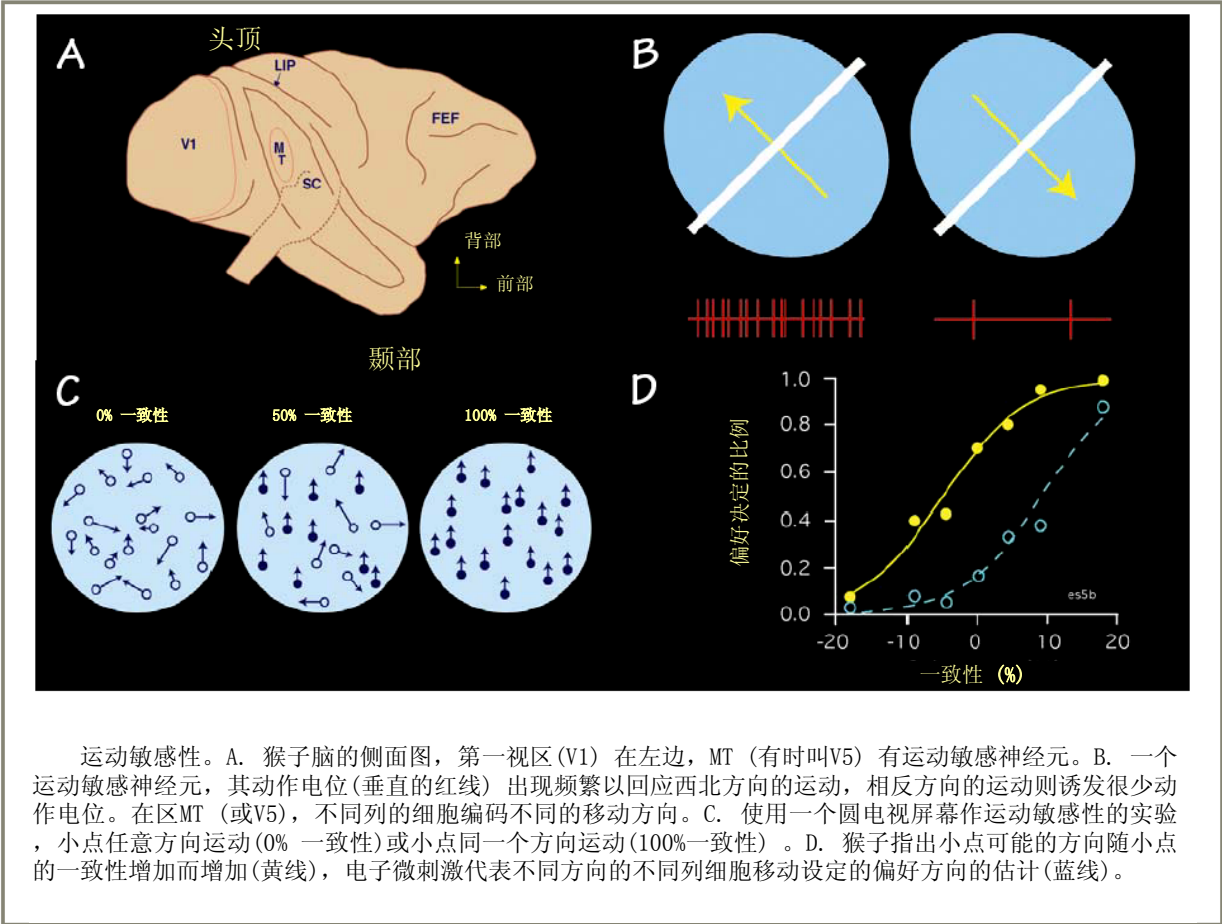 A
头顶
LIP
V1
M
T
SC
FEF
背部
前部
颞部
B
C
0% 一致性
50% 一致性
100% 一致性
D
偏好决定的比例
1.0
0.8
0.6
0.4
0.2
0.0
-20
-10
0
10
20
es5b
一致性 (%)
运动敏感性。A. 猴子脑的侧面图，第一视区(V1) 在左边，MT (有时叫V5) 有运动敏感神经元。B. 一个
运动敏感神经元，其动作电位(垂直的红线) 出现频繁以回应西北方向的运动，相反方向的运动则诱发很少动
作电位。在区MT (或V5)，不同列的细胞编码不同的移动方向。C. 使用一个圆电视屏幕作运动敏感性的实验
，小点任意方向运动(0% 一致性)或小点同一个方向运动(100%一致性) 。D. 猴子指出小点可能的方向随小点
的一致性增加而增加(黄线)，电子微刺激代表不同方向的不同列细胞移动设定的偏好方向的估计(蓝线)。